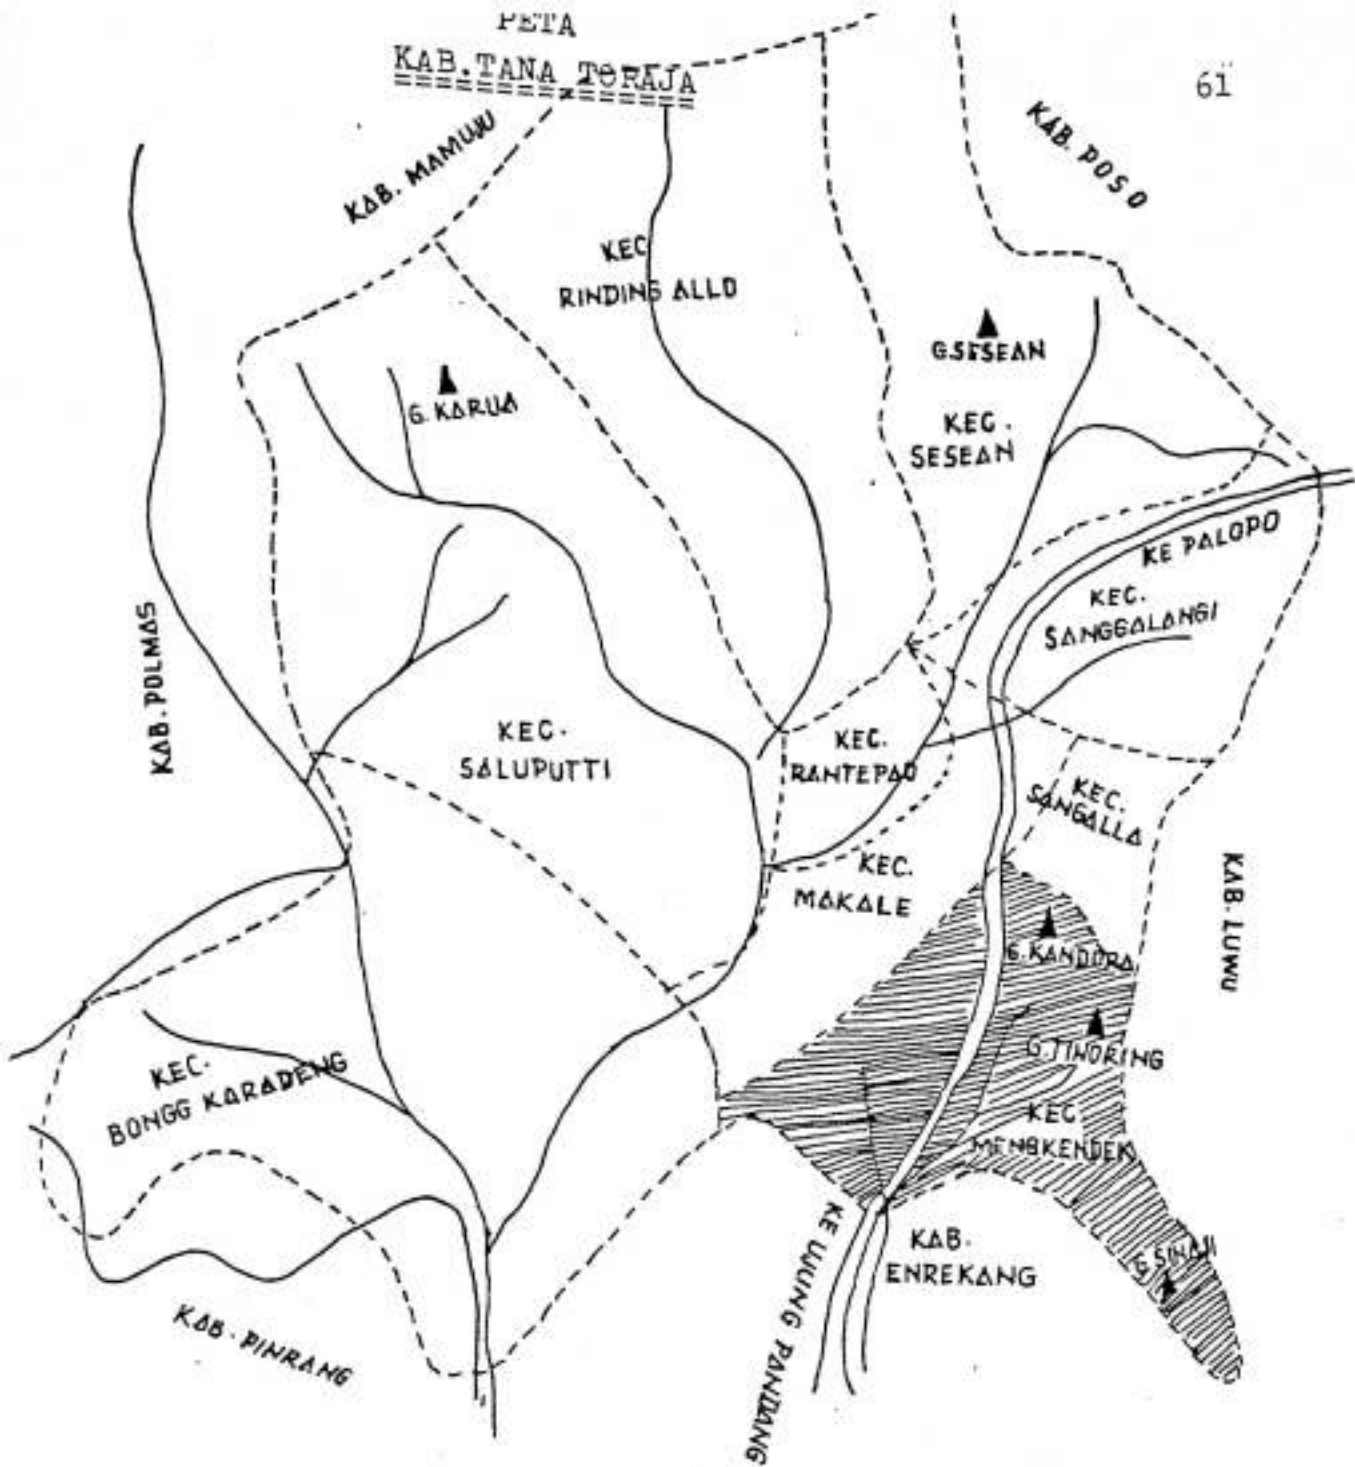 PETA
KAB.TANA TORAJA
61
KAB. MAMUJU
KAB. POSO
KEC
RINDING ALLO
G.SESEAN
G. KARUA
KEC.
SESEAN
KE PALOPO
KEC.
SANGGALANGI
KAB. POLMAS
KEC.
SALUPUTTI
KEC.
RANTEPAO
KEC.
SANGALLA
KEC.
MAKALE
KAB. LUWU
G. KANDORA
G. TINORING
KEC.
BONGG KARADENG
KEC
MENGKENDEK
KE UJUNG PANDANG
KAB.
ENREKANG
G. SINAJI
KAB. PINRANG